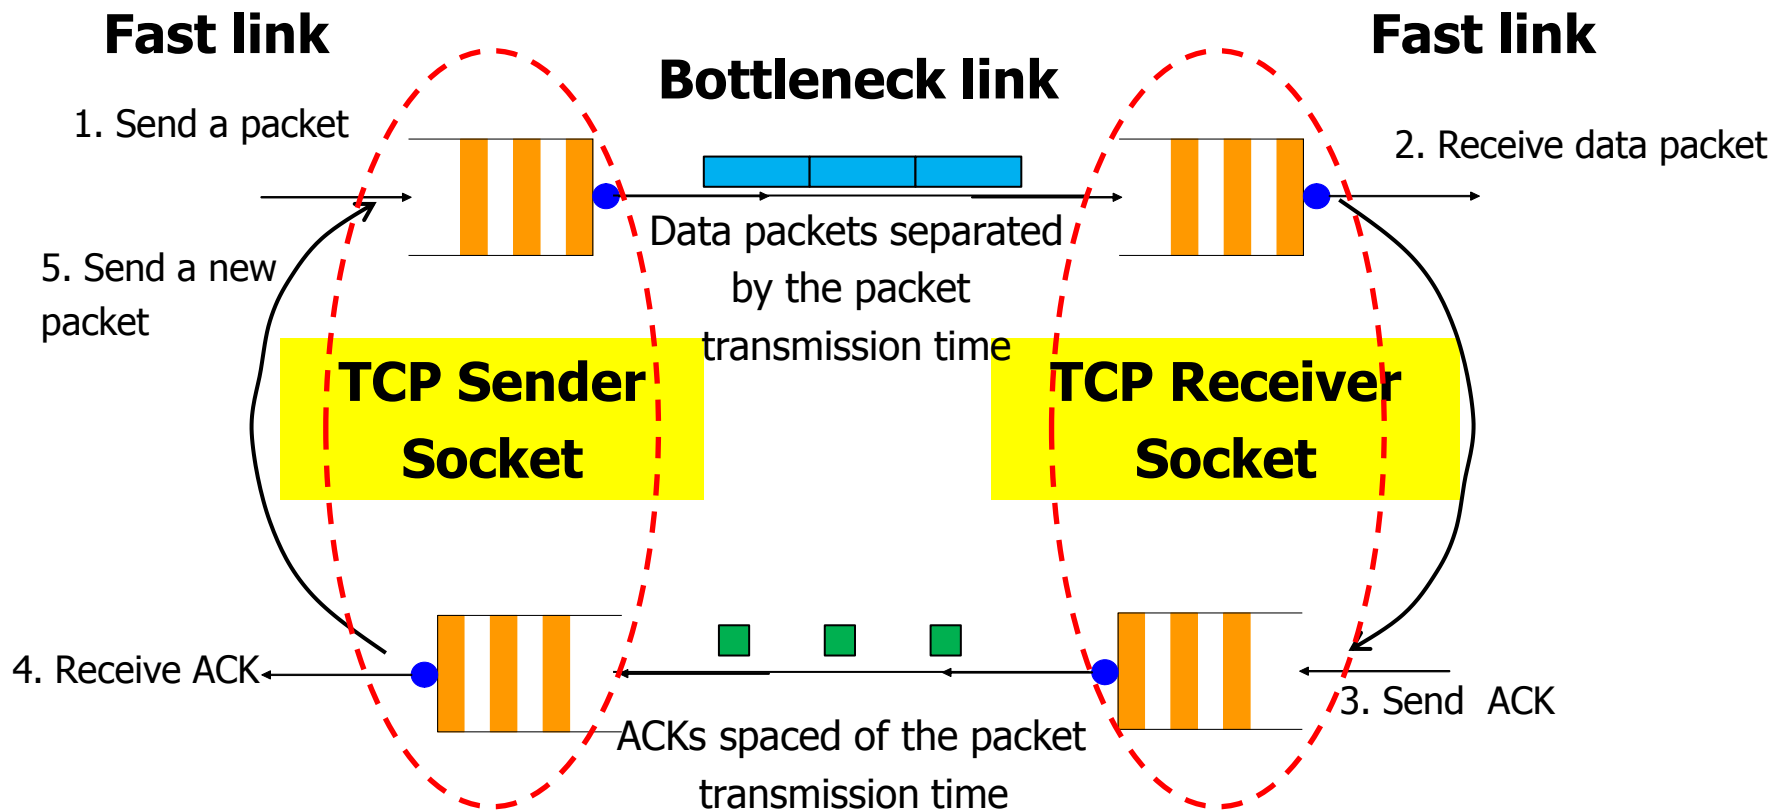 Fast link
Bottleneck link
Fast link
1. Send a packet
2. Receive data packet
Data packets separated
by the packet
transmission time
5. Send a new
packet
TCP Sender
Socket
TCP Receiver
Socket
4. Receive ACK
3. Send  ACK
ACKs spaced of the packet
transmission time